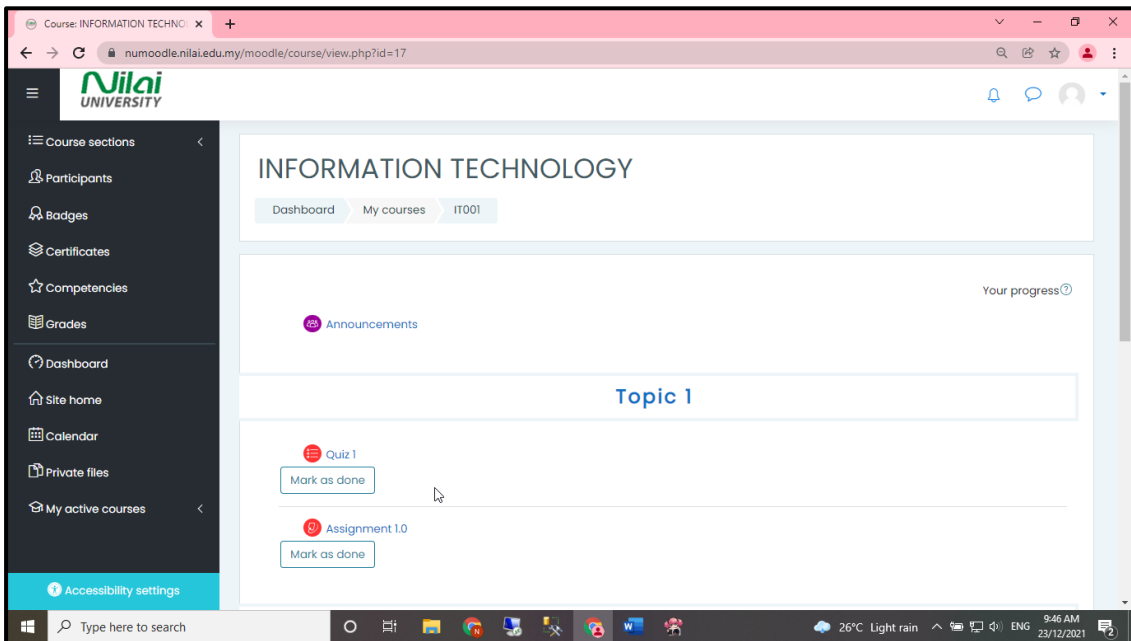 Course: INFORMATION TECHNO
numoodle.nilai.edu.my/moodle/course/view.php?id=17
Nilai
UNIVERSITY
Course sections
Participants
Badges
Certificates
Competencies
Grades
Dashboard
Site home
Calendar
Private files
My active courses
Accessibility settings
INFORMATION TECHNOLOGY
Dashboard My courses IT001
Your progress
Announcements
Topic 1
Quiz 1
Mark as done
Assignment 1.0
Mark as done
Type here to search
26°C Light rain ENG 9:46 AM
23/12/2021